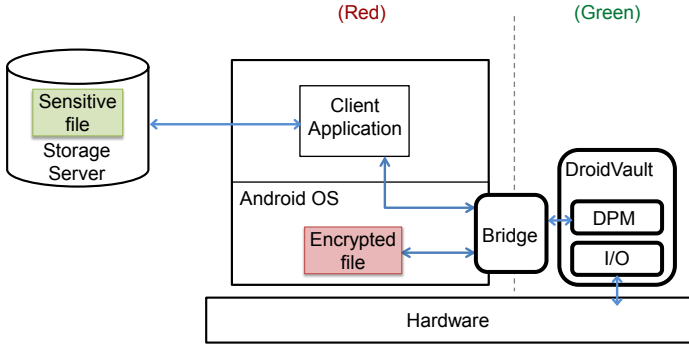 (Red)
(Green)
Sensitive
file
Storage
Server
Client
Application
Android OS
Encrypted
file
Bridge
DroidVault
DPM
I/O
Hardware